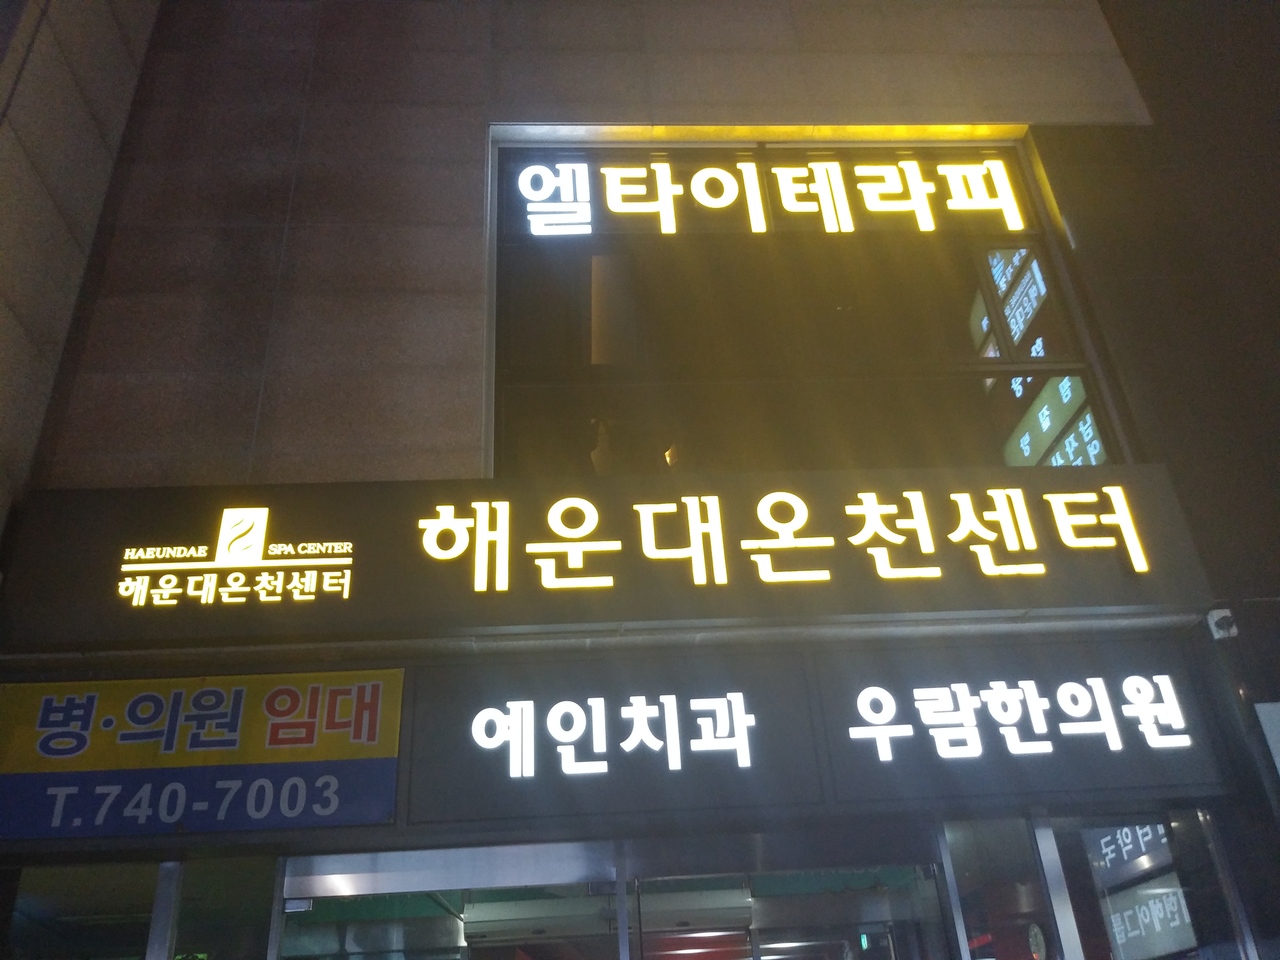 엘타이테라피
HAEUNDAE SPA CENTER
해운대온천센터
해운대온천센터
병·의원 임대
T.740-7003
예인치과
우람한의원